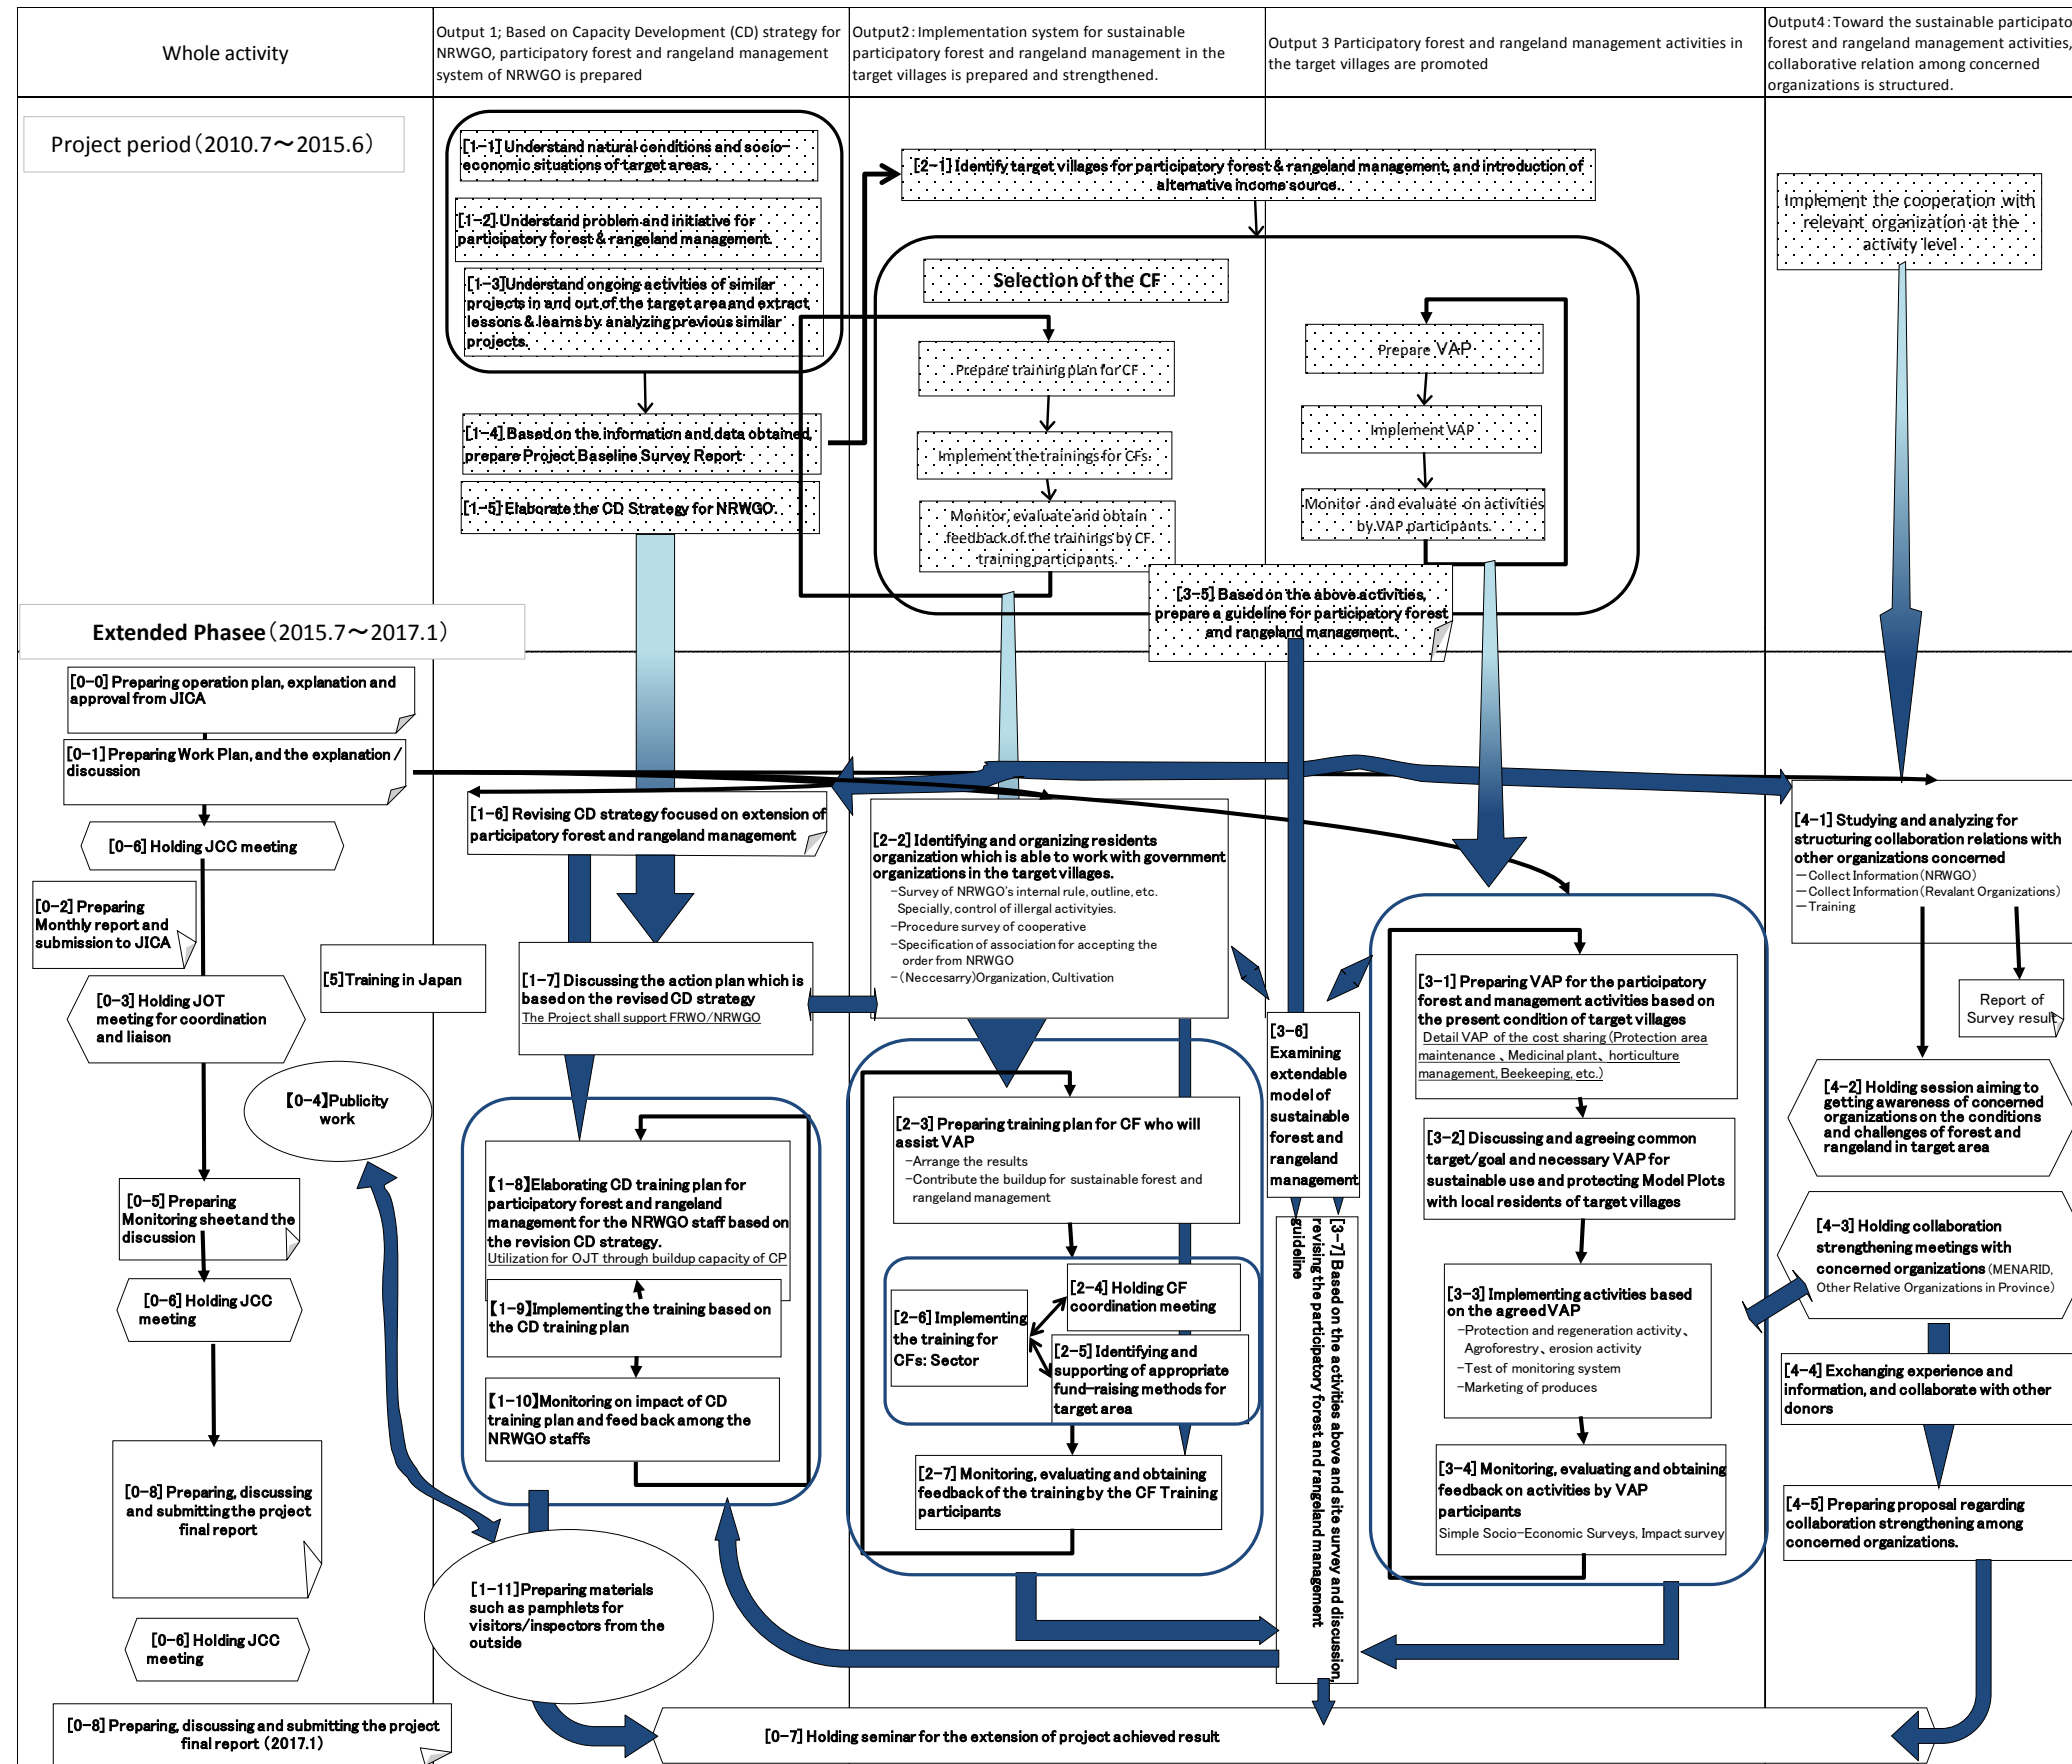 Whole activity
Output 1; Based on Capacity Development (CD) strategy for
NRWGO, participatory forest and rangeland management
system of NRWGO is prepared
Output2: Implementation system for sustainable
participatory forest and rangeland management in the
target villages is prepared and strengthened.
Output 3 Participatory forest and rangeland management activities in
the target villages are promoted
Output4: Toward the sustainable participato
forest and rangeland management activities,
collaborative relation among concerned
organizations is structured.
Project period（2010.7～2015.6）
[1-1] Understand natural conditions and socio-
economic situations of target areas.
[1-2] Understand problem and initiative for
participatory forest & rangeland management.
[1-3]Understand ongoing activities of similar
projects in and out of the target area and extract
lessons & learns by analyzing previous similar
projects.
[1-4] Based on the information and data obtained,
prepare Project Baseline Survey Report
[1-5] Elaborate the CD Strategy for NRWGO.
[2-1] Identify target villages for participatory forest & rangeland management, and introduction of
alternative income source.
Selection of the CF
Prepare training plan for CF
Implement the trainings for CFs.
Monitor, evaluate and obtain
feedback of the trainings by CF
training participants.
Prepare VAP
Implement VAP
Monitor and evaluate on activities
by VAP participants.
[3-5] Based on the above activities,
prepare a guideline for participatory forest
and rangeland management.
Implement the cooperation with
relevant organization at the
activity level
Extended Phasee（2015.7～2017.1）
[0-0] Preparing operation plan, explanation and
approval from JICA
[0-1] Preparing Work Plan, and the explanation /
discussion
[0-6] Holding JCC meeting
[0-2] Preparing
Monthly report and
submission to JICA
[0-3] Holding JOT
meeting for coordination
and liaison
[5]Training in Japan
【0-4】Publicity
work
[0-5] Preparing
Monitoring sheet and the
discussion
[0-6] Holding JCC
meeting
[0-8] Preparing, discussing
and submitting the project
final report
[0-6] Holding JCC
meeting
[0-8] Preparing, discussing and submitting the project
final report (2017.1)
[1-6] Revising CD strategy focused on extension of
participatory forest and rangeland management
[1-7] Discussing the action plan which is
based on the revised CD strategy
The Project shall support FRWO/NRWGO
【1-8】Elaborating CD training plan for
participatory forest and rangeland
management for the NRWGO staff based on
the revision CD strategy.
Utilization for OJT through buildup capacity of CP
【1-9】Implementing the training based on
the CD training plan
【1-10】Monitoring on impact of CD
training plan and feed back among the
NRWGO staffs
[1-11]Preparing materials
such as pamphlets for
visitors/inspectors from the
outside
[2-2] Identifying and organizing residents
organization which is able to work with government
organizations in the target villages.
-Survey of NRWGO's internal rule, outline, etc.
Specially, control of illergal activityies.
-Procedure survey of cooperative
-Specification of association for accepting the
order from NRWGO
-(Neccesarry)Organization, Cultivation
[2-3] Preparing training plan for CF who will
assist VAP
-Arrange the results
-Contribute the buildup for sustainable forest and
rangeland management
[2-4] Holding CF
coordination meeting
[2-6] Implementing
the training for
CFs: Sector
[2-5] Identifying and
supporting of appropriate
fund-raising methods for
target area
[2-7] Monitoring, evaluating and obtaining
feedback of the training by the CF Training
participants
[3-6]
Examining
extendable
model of
sustainable
forest and
rangeland
management
[3-7] Based on the activities above and site survey and discussion,
revising the participatory forest and rangeland management
guideline
[3-1] Preparing VAP for the participatory
forest and management activities based on
the present condition of target villages
Detail VAP of the cost sharing (Protection area
maintenance 、Medicinal plant、horticulture
management, Beekeeping, etc.)
[3-2] Discussing and agreeing common
target/goal and necessary VAP for
sustainable use and protecting Model Plots
with local residents of target villages
[3-3] Implementing activities based
on the agreed VAP
-Protection and regeneration activity、
Agroforestry、erosion activity
-Test of monitoring system
-Marketing of produces
[3-4] Monitoring, evaluating and obtaining
feedback on activities by VAP
participants
Simple Socio-Economic Surveys, Impact survey
[4-1] Studying and analyzing for
structuring collaboration relations with
other organizations concerned
－Collect Information (NRWGO)
－Collect Information (Revalant Organizations)
－Training
Report of
Survey result
[4-2] Holding session aiming to
getting awareness of concerned
organizations on the conditions
and challenges of forest and
rangeland in target area
[4-3] Holding collaboration
strengthening meetings with
concerned organizations (MENARID,
Other Relative Organizations in Province)
[4-4] Exchanging experience and
information, and collaborate with other
donors
[4-5] Preparing proposal regarding
collaboration strengthening among
concerned organizations.
[0-7] Holding seminar for the extension of project achieved result